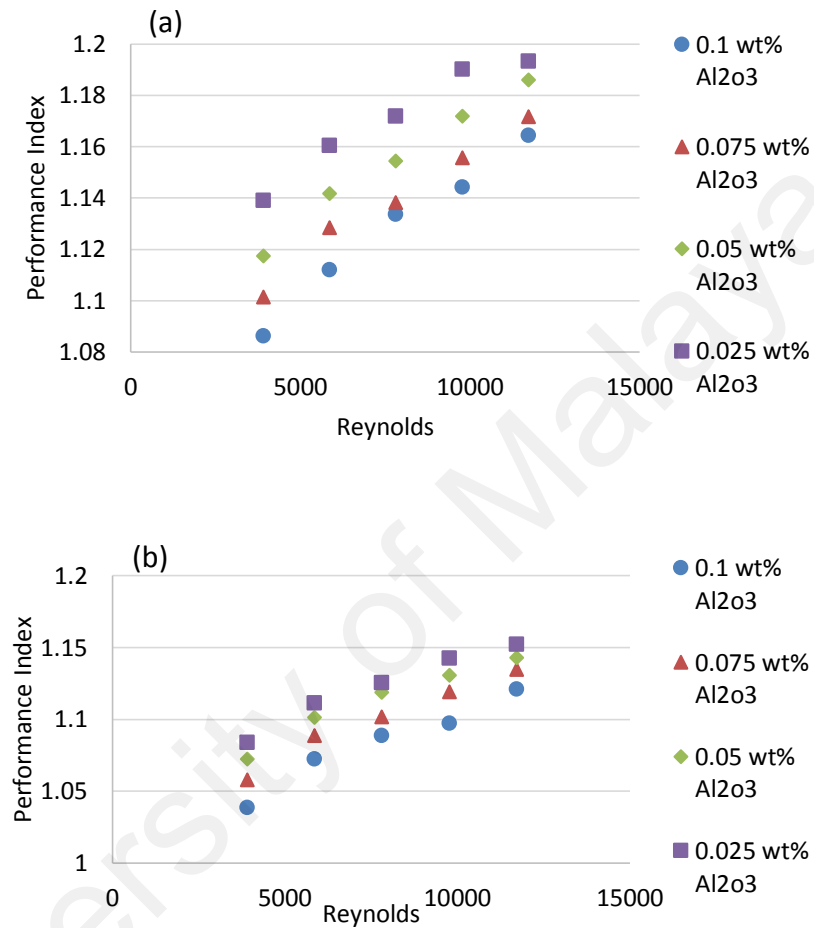 (a)
1.2
1.18
1.16
1.14
1.12
1.1
1.08
Performance Index
0
5000
10000
15000
Reynolds
0.1 wt%
Al2o3
0.075 wt%
Al2o3
0.05 wt%
Al2o3
0.025 wt%
Al2o3
(b)
1.2
1.15
1.1
1.05
1
Performance Index
0
5000
10000
15000
Reynolds
0.1 wt%
Al2o3
0.075 wt%
Al2o3
0.05 wt%
Al2o3
0.025 wt%
Al2o3
ersity of Malaya